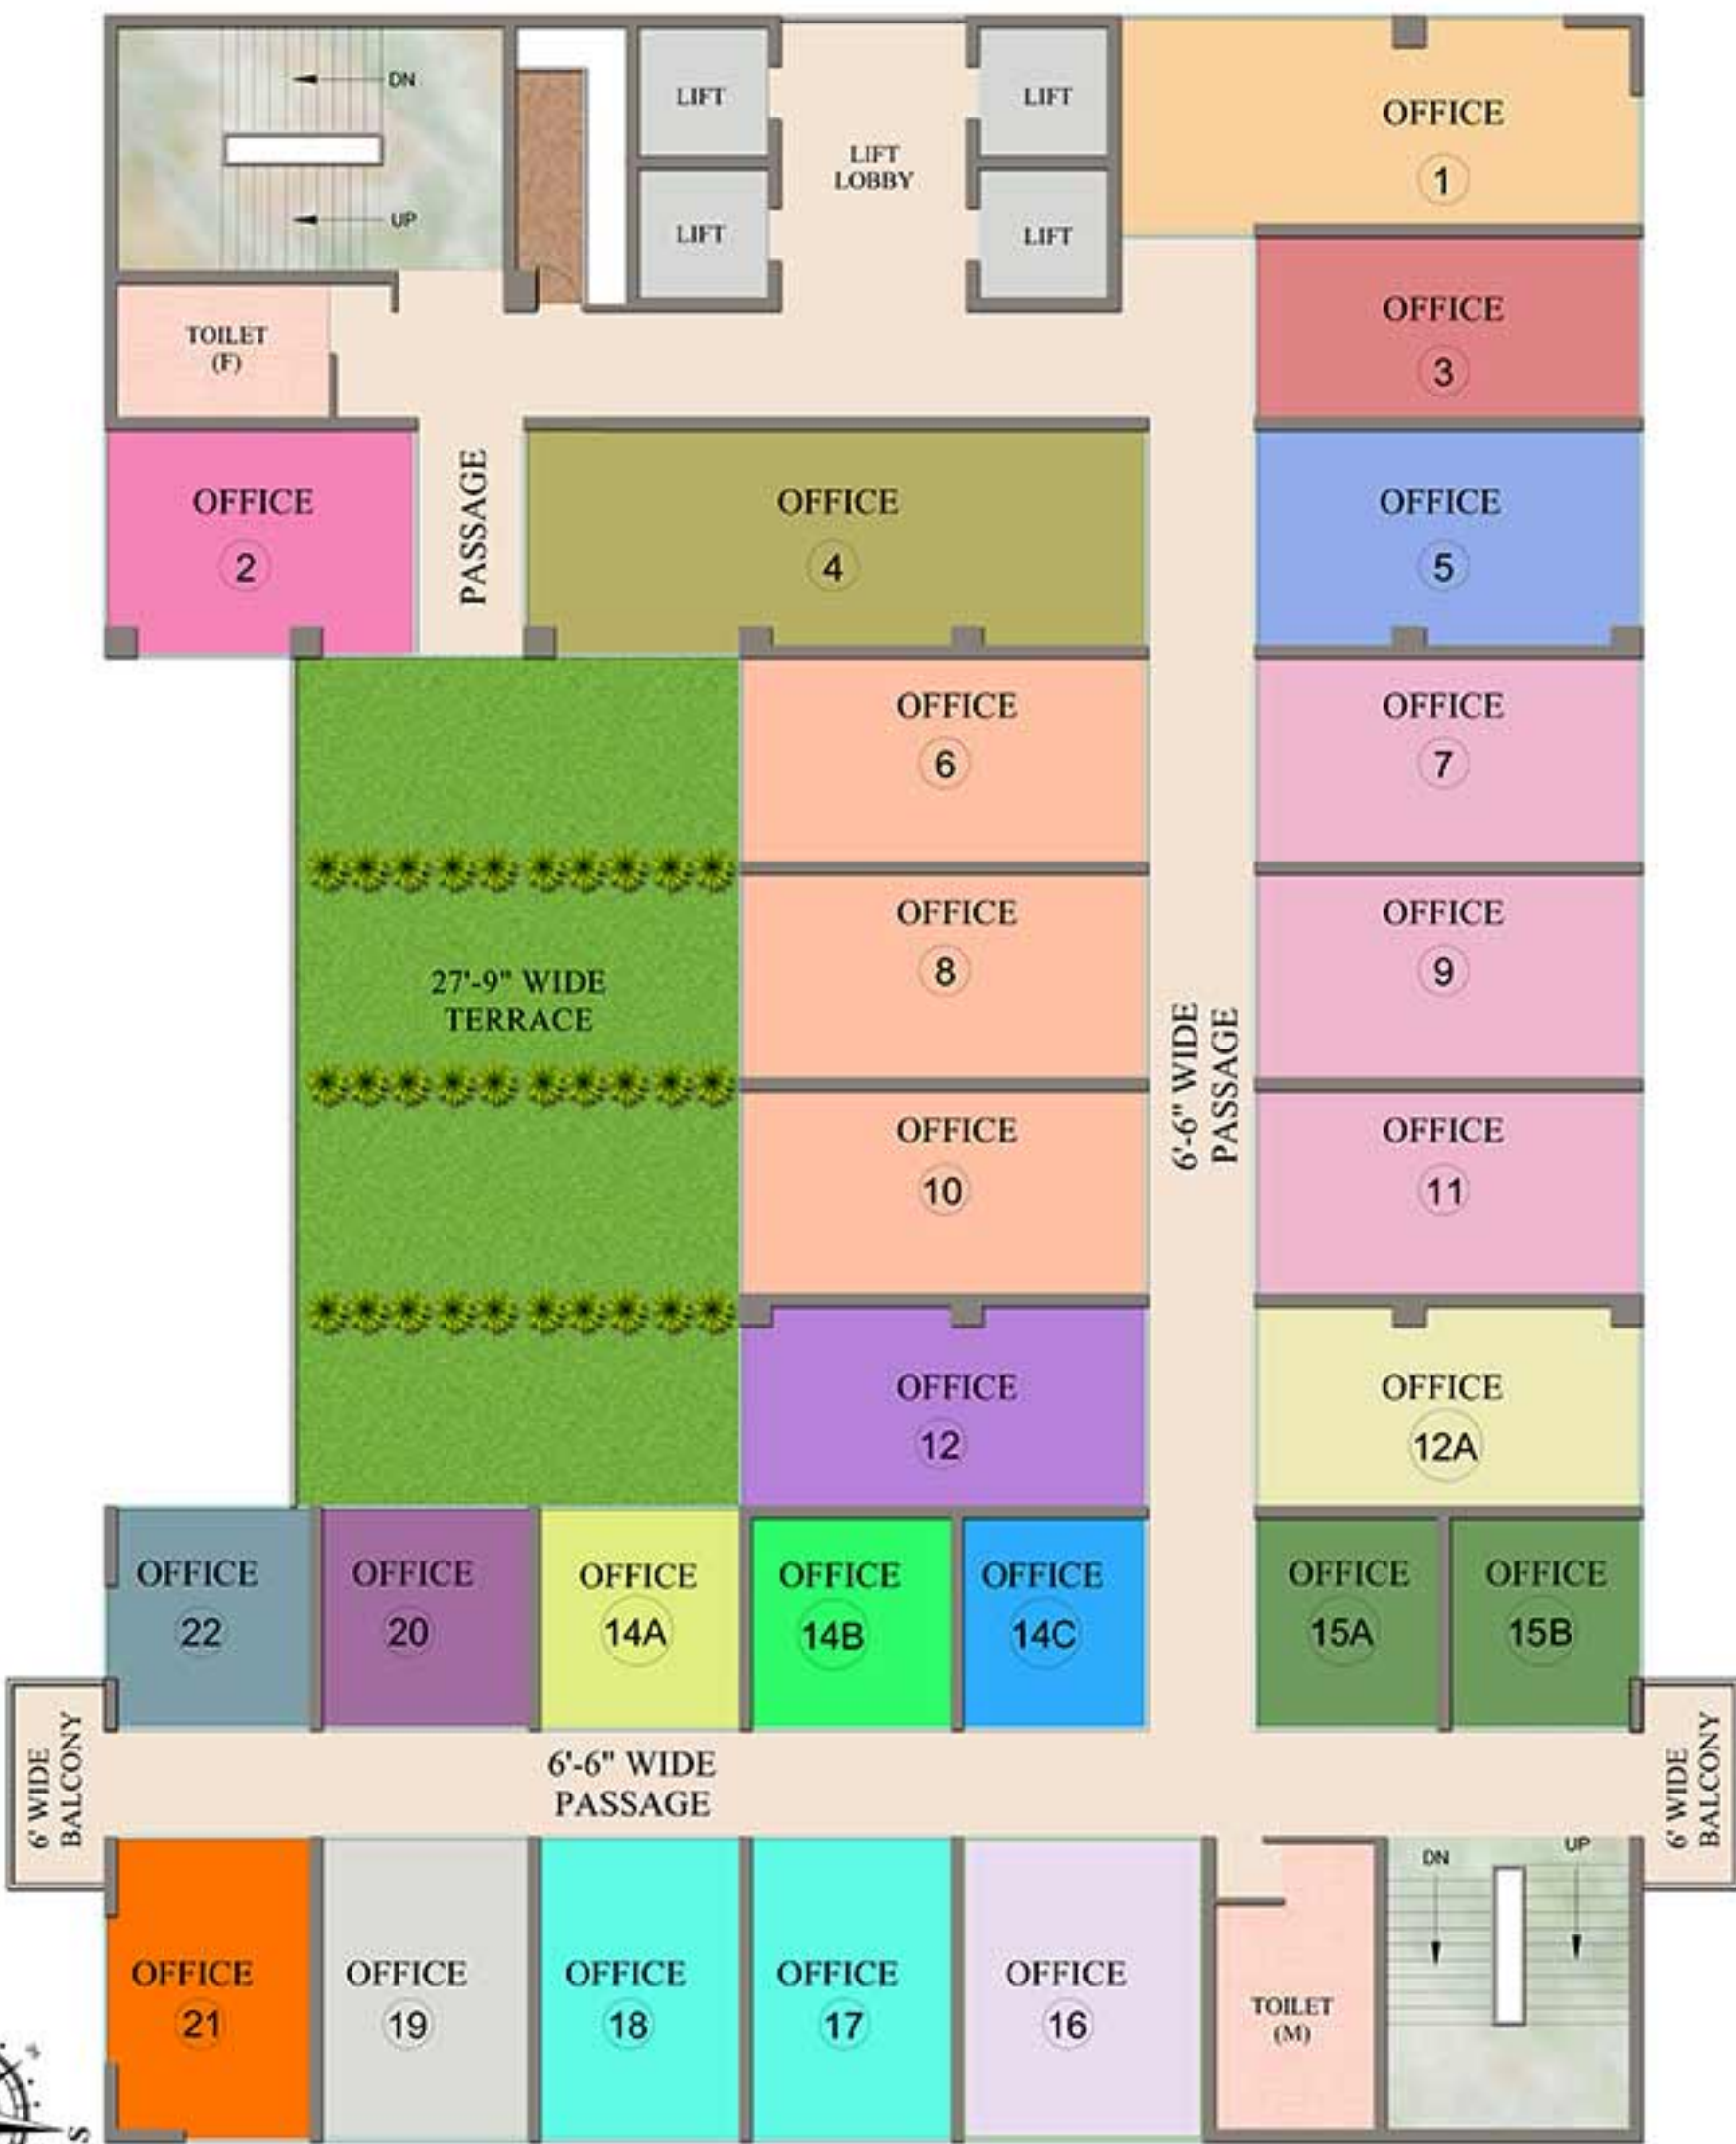 DN
UP
LIFT
LIFT
LIFT
LOBBY
LIFT
LIFT
OFFICE
1
TOILET
(F)
OFFICE
3
OFFICE
2
PASSAGE
OFFICE
4
OFFICE
5
OFFICE
6
OFFICE
7
27'-9" WIDE
TERRACE
OFFICE
8
OFFICE
9
6'-6" WIDE
PASSAGE
OFFICE
10
OFFICE
11
OFFICE
12
OFFICE
12A
OFFICE
22
OFFICE
20
OFFICE
14A
OFFICE
14B
OFFICE
14C
OFFICE
15A
OFFICE
15B
6' WIDE
BALCONY
6'-6" WIDE
PASSAGE
6' WIDE
BALCONY
OFFICE
21
OFFICE
19
OFFICE
18
OFFICE
17
OFFICE
16
TOILET
(M)
DN
UP
S